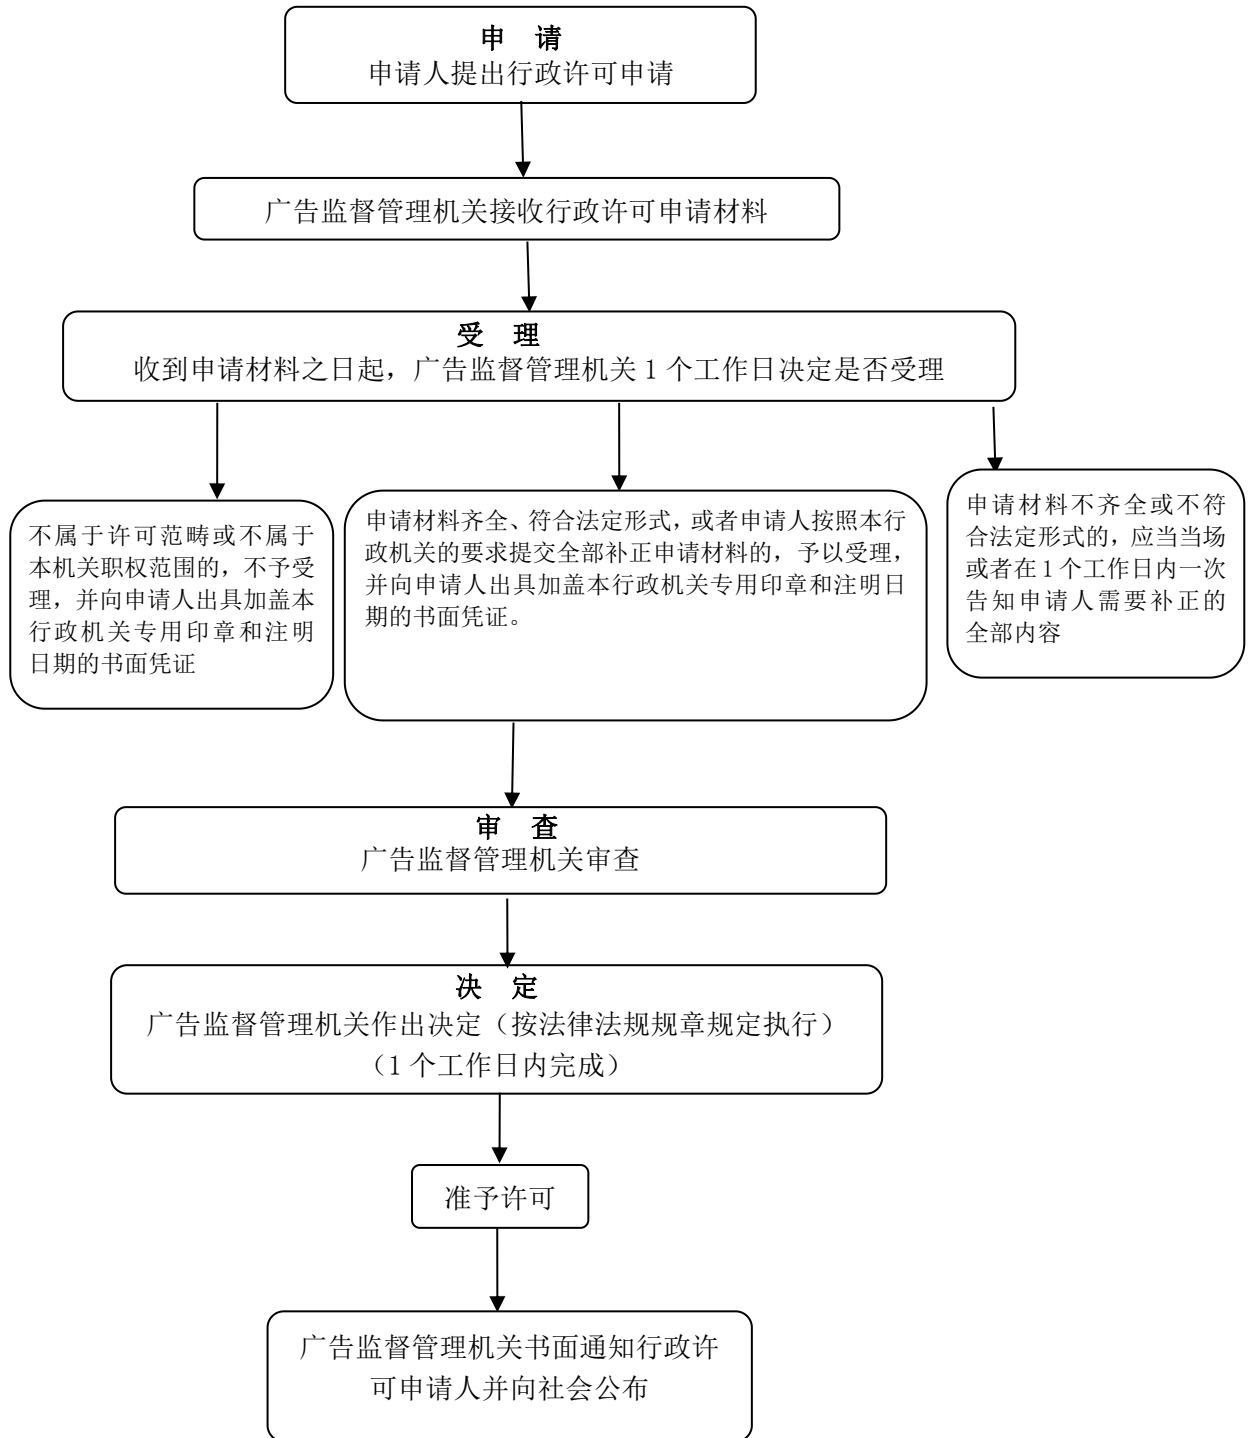 申 请
申请人提出行政许可申请
广告监督管理机关接收行政许可申请材料
受 理
收到申请材料之日起，广告监督管理机关 1 个工作日决定是否受理
不属于许可范畴或不属于
本机关职权范围的，不予受
理，并向申请人出具加盖本
行政机关专用印章和注明
日期的书面凭证
申请材料齐全、符合法定形式，或者申请人按照本行
政机关的要求提交全部补正申请材料的，予以受理，
并向申请人出具加盖本行政机关专用印章和注明日
期的书面凭证。
申请材料不齐全或不符
合法定形式的，应当当场
或者在 1 个工作日内一次
告知申请人需要补正的
全部内容
审 查
广告监督管理机关审查
决 定
广告监督管理机关作出决定（按法律法规规章规定执行）
（1 个工作日内完成）
准予许可
广告监督管理机关书面通知行政许
可申请人并向社会公布